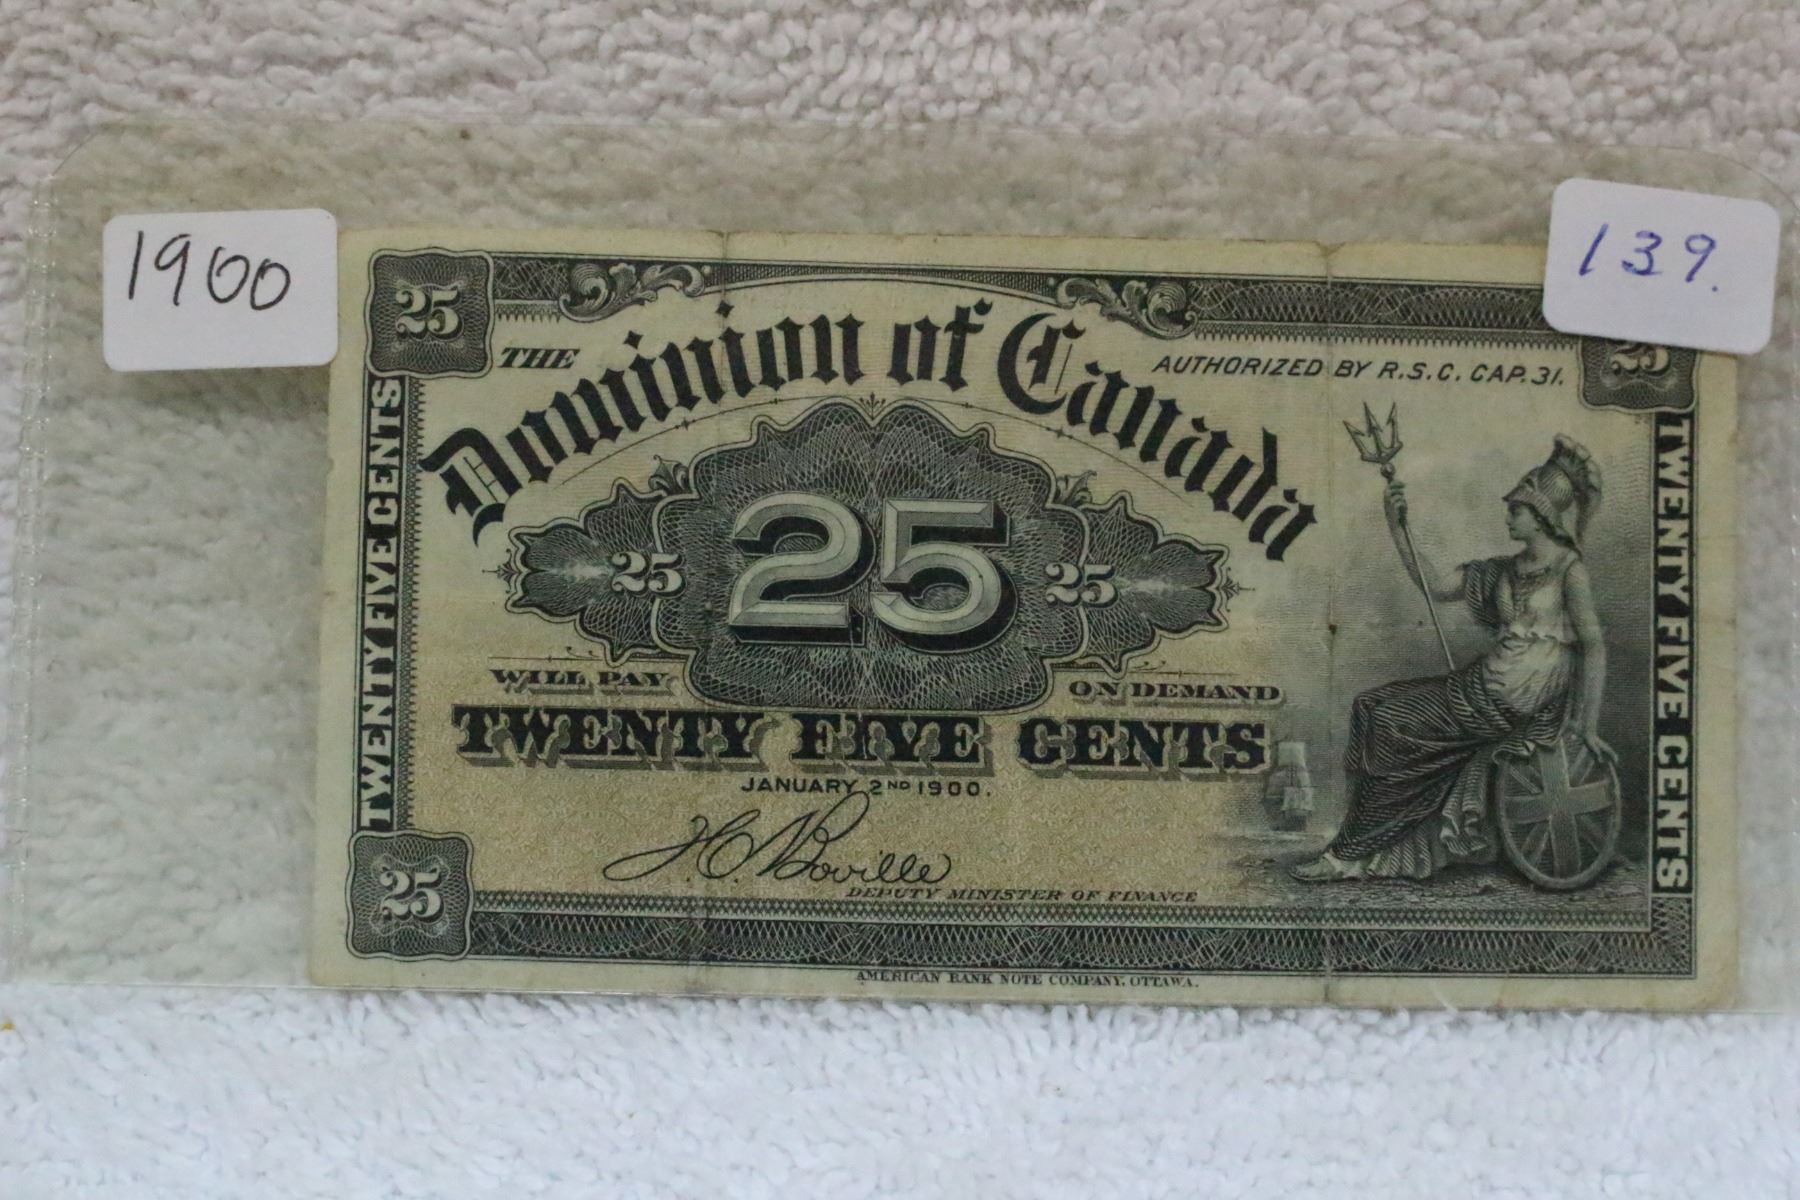 1900
139.
25
25
THE
Dominion of Canada
AUTHORIZED BY R.S.C. CAP. 31.
TWENTY FIVE CENTS
TWENTY FIVE CENTS
25
25
25
WILL PAY
ON DEMAND
TWENTY FIVE CENTS
JANUARY 2ND 1900.
J.C. Boville
DEPUTY MINISTER OF FINANCE
25
AMERICAN BANK NOTE COMPANY, OTTAWA.